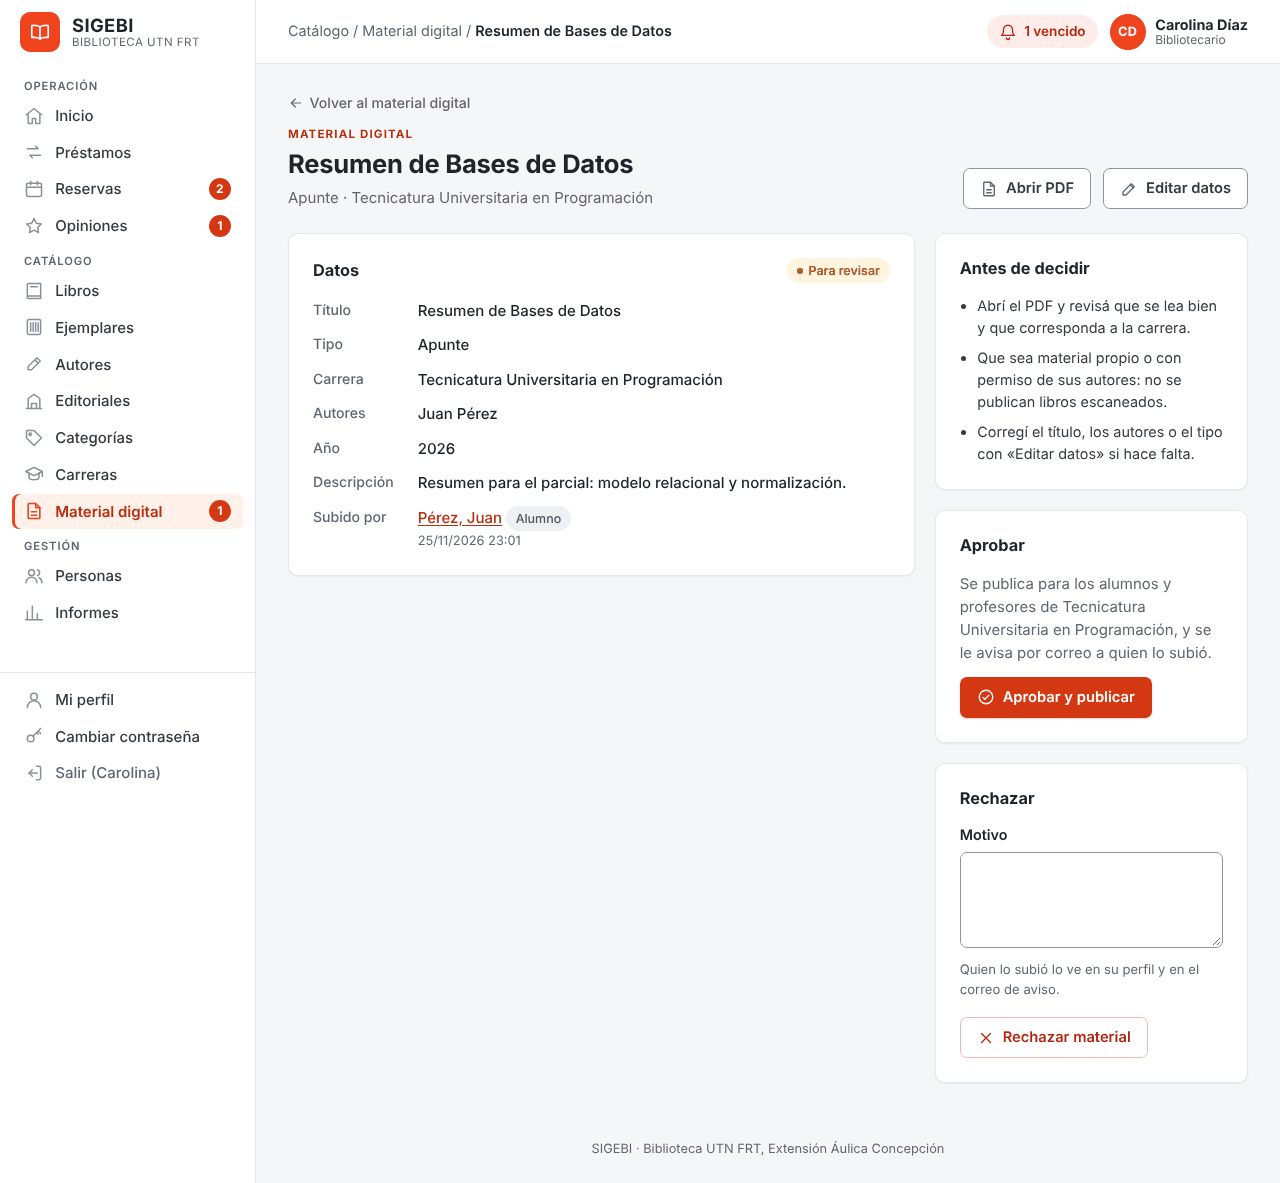 SIGEBI
BIBLIOTECA UTN FRT
OPERACIÓN
Inicio
Préstamos
Reservas 2
Opiniones 1
CATÁLOGO
Libros
Ejemplares
Autores
Editoriales
Categorías
Carreras
Material digital 1
GESTIÓN
Personas
Informes
Mi perfil
Cambiar contraseña
Salir (Carolina)
Catálogo / Material digital / Resumen de Bases de Datos
1 vencido
CD
Carolina Díaz
Bibliotecario
Volver al material digital
MATERIAL DIGITAL
Resumen de Bases de Datos
Apunte · Tecnicatura Universitaria en Programación
Abrir PDF
Editar datos
Datos
Para revisar
Título Resumen de Bases de Datos
Tipo Apunte
Carrera Tecnicatura Universitaria en Programación
Autores Juan Pérez
Año 2026
Descripción Resumen para el parcial: modelo relacional y normalización.
Subido por Pérez, Juan Alumno
25/11/2026 23:01
Antes de decidir
• Abrí el PDF y revisá que se lea bien
y que corresponda a la carrera.
• Que sea material propio o con
permiso de sus autores: no se
publican libros escaneados.
• Corregí el título, los autores o el tipo
con «Editar datos» si hace falta.
Aprobar
Se publica para los alumnos y
profesores de Tecnicatura
Universitaria en Programación, y se
le avisa por correo a quien lo subió.
Aprobar y publicar
Rechazar
Motivo
Quien lo subió lo ve en su perfil y en el
correo de aviso.
Rechazar material
SIGEBI · Biblioteca UTN FRT, Extensión Áulica Concepción